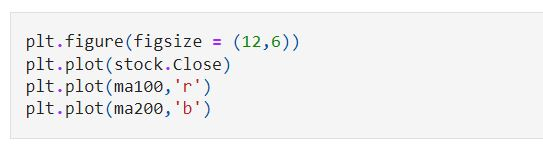 plt.figure(figsize = (12,6))
plt.plot(stock.Close)
plt.plot(ma100,'r')
plt.plot(ma200,'b')